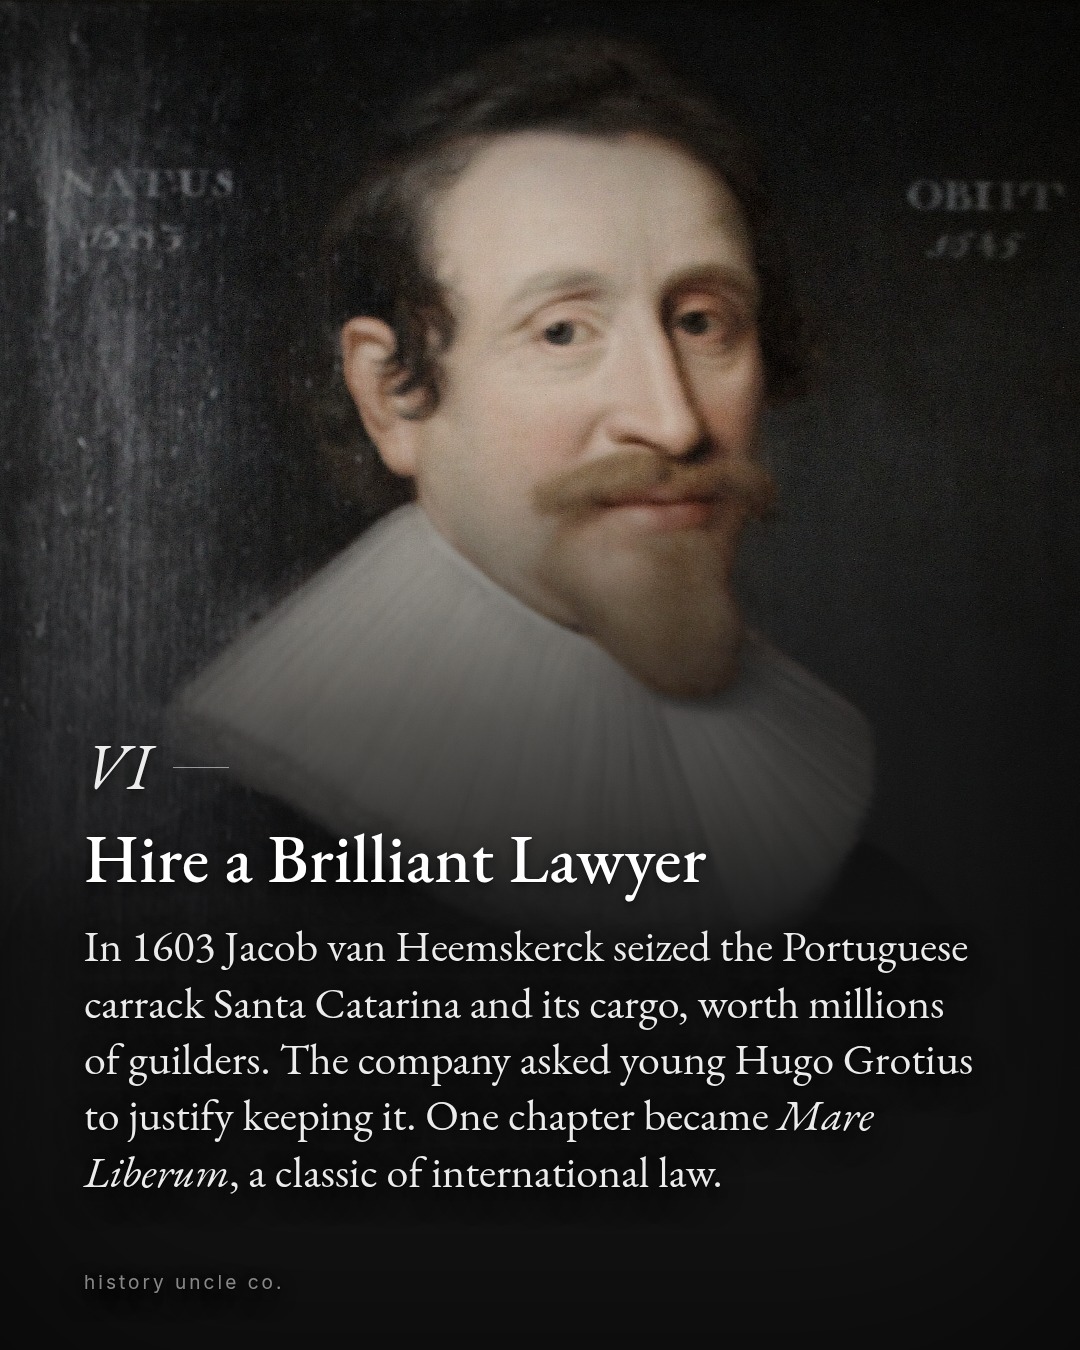 NATUS
OBIIT
1583
VI —
Hire a Brilliant Lawyer
In 1603 Jacob van Heemskerck seized the Portuguese
carrack Santa Catarina and its cargo, worth millions
of guilders. The company asked young Hugo Grotius
to justify keeping it. One chapter became Mare
Liberum, a classic of international law.
history uncle co.